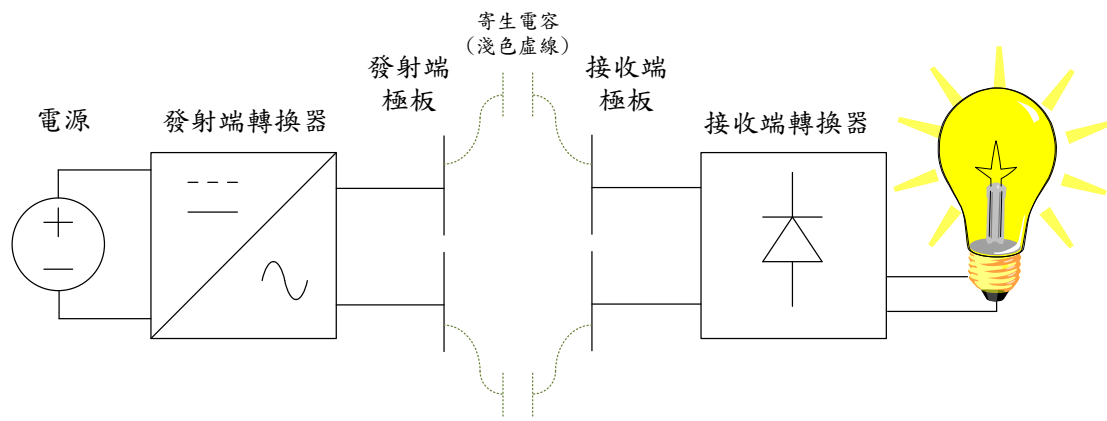 寄生電容
（淺色虛線）
發射端
極板
接收端
極板
電源
發射端轉換器
接收端轉換器